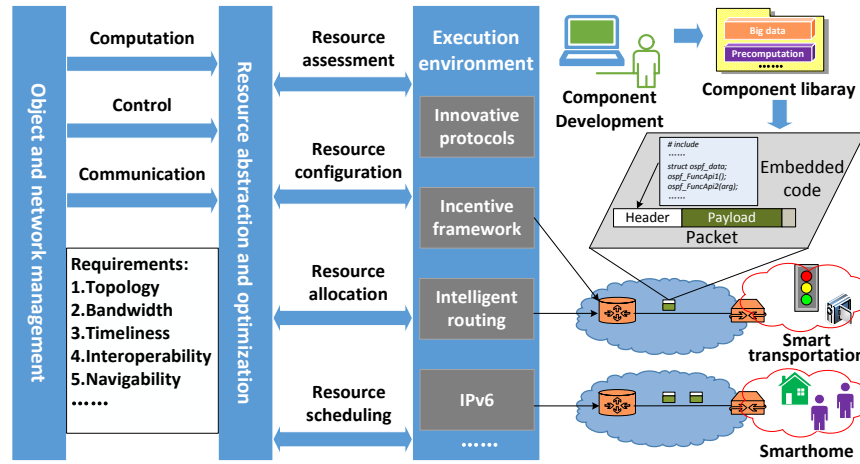 Object and network management
Computation
Control
Communication
Requirements:
1.Topology
2.Bandwidth
3.Timeliness
4.Interoperability
5.Navigability
……
Resource abstraction and optimization
Resource
assessment
Resource
configuration
Resource
allocation
Resource
scheduling
Execution
environment
Innovative
protocols
Incentive
framework
Intelligent
routing
IPv6
……
Component
Development
Big data
Precomputation
……
Component libaray
# include
……
struct ospf_data;
ospf_FuncApi1();
ospf_FuncApi2(arg);
……
Embedded
code
Header
Payload
Packet
Smart
transportation
Smarthome